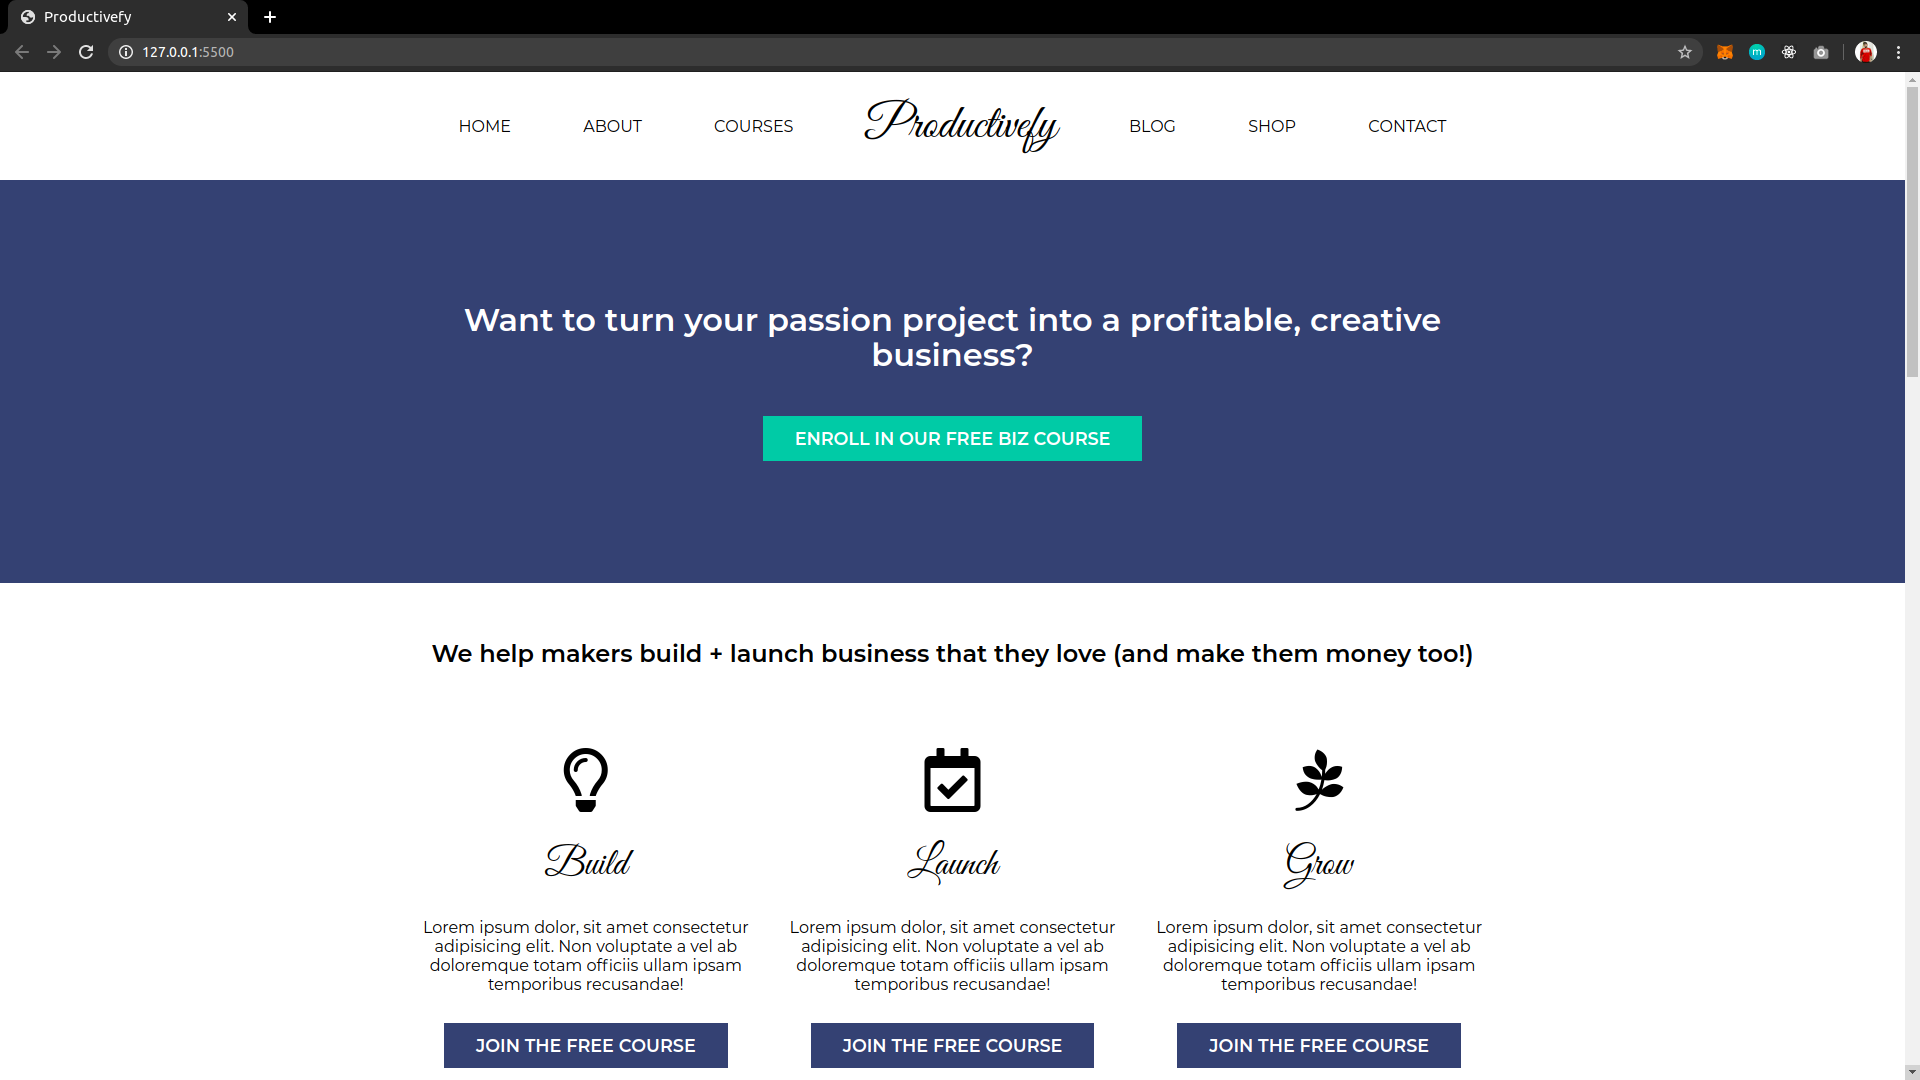 Productivefy
127.0.0.1:5500
m
HOME ABOUT COURSES Productivefy BLOG SHOP CONTACT
Want to turn your passion project into a profitable, creative
business?
ENROLL IN OUR FREE BIZ COURSE
We help makers build + launch business that they love (and make them money too!)
Build
Lorem ipsum dolor, sit amet consectetur
adipisicing elit. Non voluptate a vel ab
doloremque totam officiis ullam ipsam
temporibus recusandae!
JOIN THE FREE COURSE
Launch
Lorem ipsum dolor, sit amet consectetur
adipisicing elit. Non voluptate a vel ab
doloremque totam officiis ullam ipsam
temporibus recusandae!
JOIN THE FREE COURSE
Grow
Lorem ipsum dolor, sit amet consectetur
adipisicing elit. Non voluptate a vel ab
doloremque totam officiis ullam ipsam
temporibus recusandae!
JOIN THE FREE COURSE